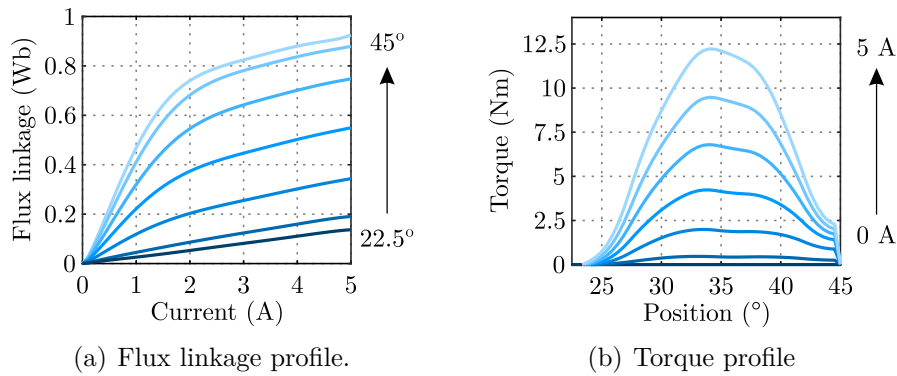 Flux linkage (Wb)
1
0.8
0.6
0.4
0.2
0
0 1 2 3 4 5
Current (A)
45°
22.5°
(a) Flux linkage profile.
Torque (Nm)
12.5
10
7.5
5
2.5
0
25 30 35 40 45
Position (°)
5 A
0 A
(b) Torque profile